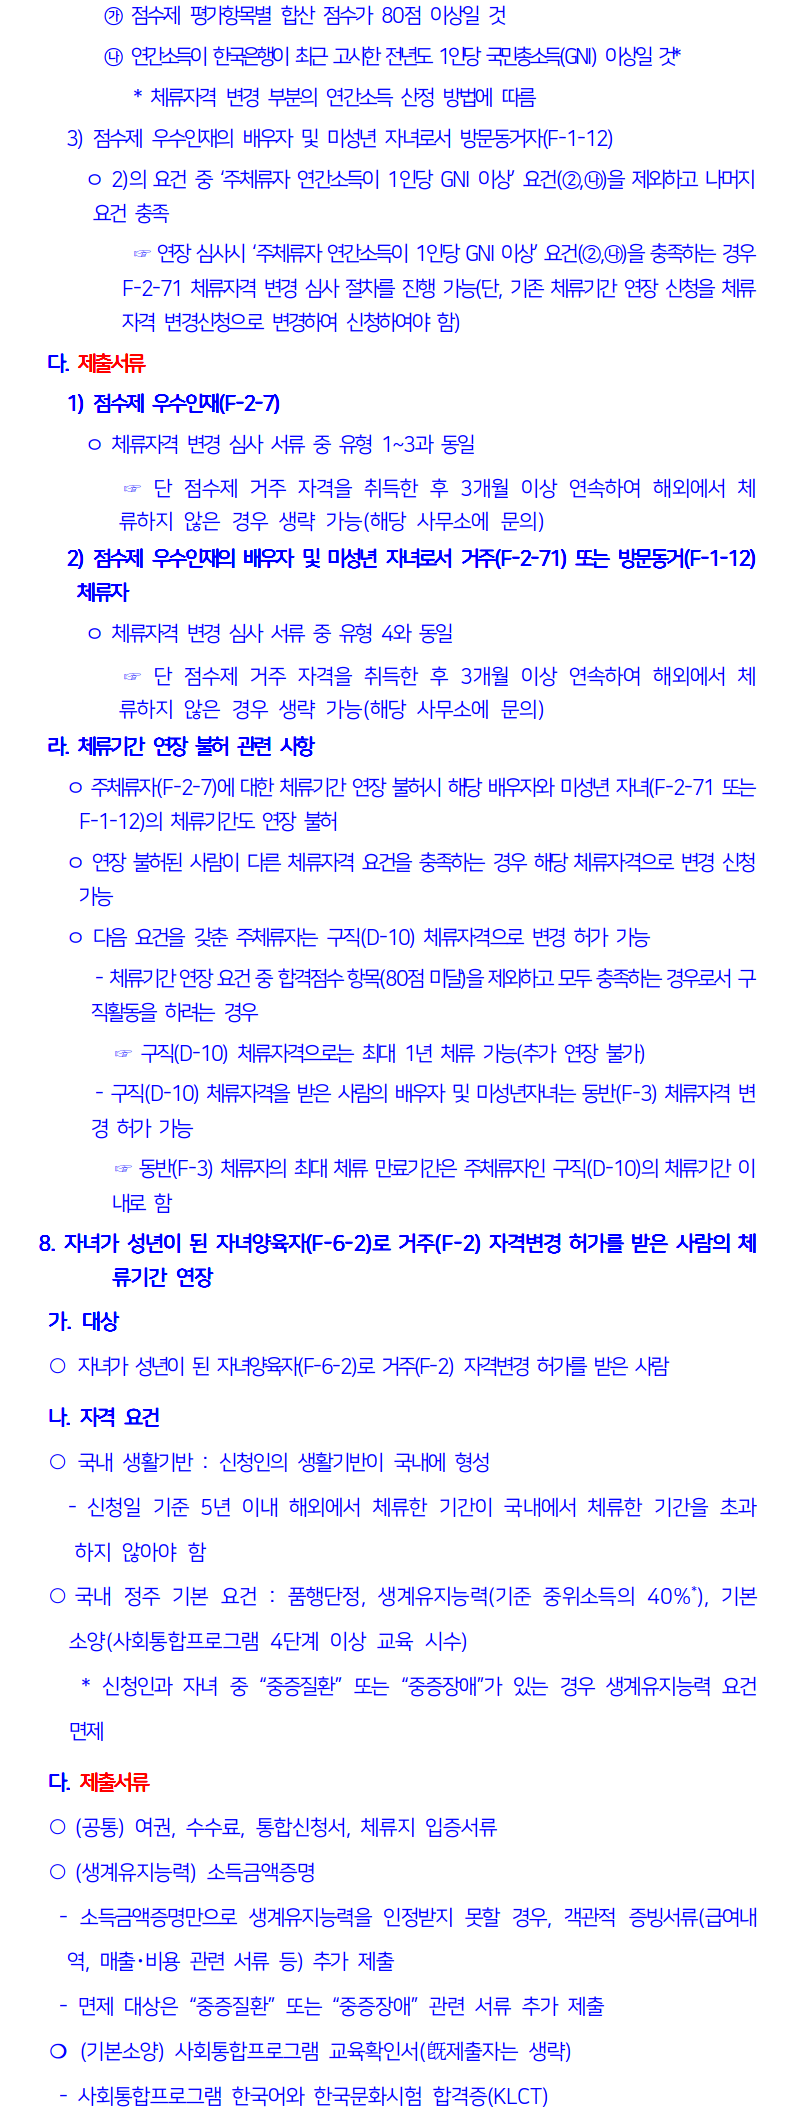 ㉮ 점수제 평가항목별 합산 점수가 80점 이상일 것
㉯ 연간소득이 한국은행이 최근 고시한 전년도 1인당 국민총소득(GNI) 이상일 것*
* 체류자격 변경 부분의 연간소득 산정 방법에 따름
3) 점수제 우수인재의 배우자 및 미성년 자녀로서 방문동거자(F-1-12)
ㅇ 2)의 요건 중 ‘주체류자 연간소득이 1인당 GNI 이상’ 요건(②,㉯)을 제외하고 나머지
요건 충족
☞ 연장 심사시 ‘주체류자 연간소득이 1인당 GNI 이상’ 요건(②,㉯)을 충족하는 경우
F-2-71 체류자격 변경 심사 절차를 진행 가능(단, 기존 체류기간 연장 신청을 체류
자격 변경신청으로 변경하여 신청하여야 함)
다. 제출서류
1) 점수제 우수인재(F-2-7)
ㅇ 체류자격 변경 심사 서류 중 유형 1~3과 동일
☞ 단 점수제 거주 자격을 취득한 후 3개월 이상 연속하여 해외에서 체
류하지 않은 경우 생략 가능(해당 사무소에 문의)
2) 점수제 우수인재의 배우자 및 미성년 자녀로서 거주(F-2-71) 또는 방문동거(F-1-12)
체류자
ㅇ 체류자격 변경 심사 서류 중 유형 4와 동일
☞ 단 점수제 거주 자격을 취득한 후 3개월 이상 연속하여 해외에서 체
류하지 않은 경우 생략 가능(해당 사무소에 문의)
라. 체류기간 연장 불허 관련 사항
ㅇ 주체류자(F-2-7)에 대한 체류기간 연장 불허시 해당 배우자와 미성년 자녀(F-2-71 또는
F-1-12)의 체류기간도 연장 불허
ㅇ 연장 불허된 사람이 다른 체류자격 요건을 충족하는 경우 해당 체류자격으로 변경 신청
가능
ㅇ 다음 요건을 갖춘 주체류자는 구직(D-10) 체류자격으로 변경 허가 가능
- 체류기간 연장 요건 중 합격점수 항목(80점 미달)을 제외하고 모두 충족하는 경우로서 구
직활동을 하려는 경우
☞ 구직(D-10) 체류자격으로는 최대 1년 체류 가능(추가 연장 불가)
- 구직(D-10) 체류자격을 받은 사람의 배우자 및 미성년자녀는 동반(F-3) 체류자격 변
경 허가 가능
☞ 동반(F-3) 체류자의 최대 체류 만료기간은 주체류자인 구직(D-10)의 체류기간 이
내로 함
8. 자녀가 성년이 된 자녀양육자(F-6-2)로 거주(F-2) 자격변경 허가를 받은 사람의 체
류기간 연장
가. 대상
○ 자녀가 성년이 된 자녀양육자(F-6-2)로 거주(F-2) 자격변경 허가를 받은 사람
나. 자격 요건
○ 국내 생활기반 : 신청인의 생활기반이 국내에 형성
- 신청일 기준 5년 이내 해외에서 체류한 기간이 국내에서 체류한 기간을 초과
하지 않아야 함
○ 국내 정주 기본 요건 : 품행단정, 생계유지능력(기준 중위소득의 40%*), 기본
소양(사회통합프로그램 4단계 이상 교육 시수)
* 신청인과 자녀 중 “중증질환” 또는 “중증장애”가 있는 경우 생계유지능력 요건
면제
다. 제출서류
○ (공통) 여권, 수수료, 통합신청서, 체류지 입증서류
○ (생계유지능력) 소득금액증명
- 소득금액증명만으로 생계유지능력을 인정받지 못할 경우, 객관적 증빙서류(급여내
역, 매출·비용 관련 서류 등) 추가 제출
- 면제 대상은 “중증질환” 또는 “중증장애” 관련 서류 추가 제출
❍ (기본소양) 사회통합프로그램 교육확인서(旣제출자는 생략)
- 사회통합프로그램 한국어와 한국문화시험 합격증(KLCT)